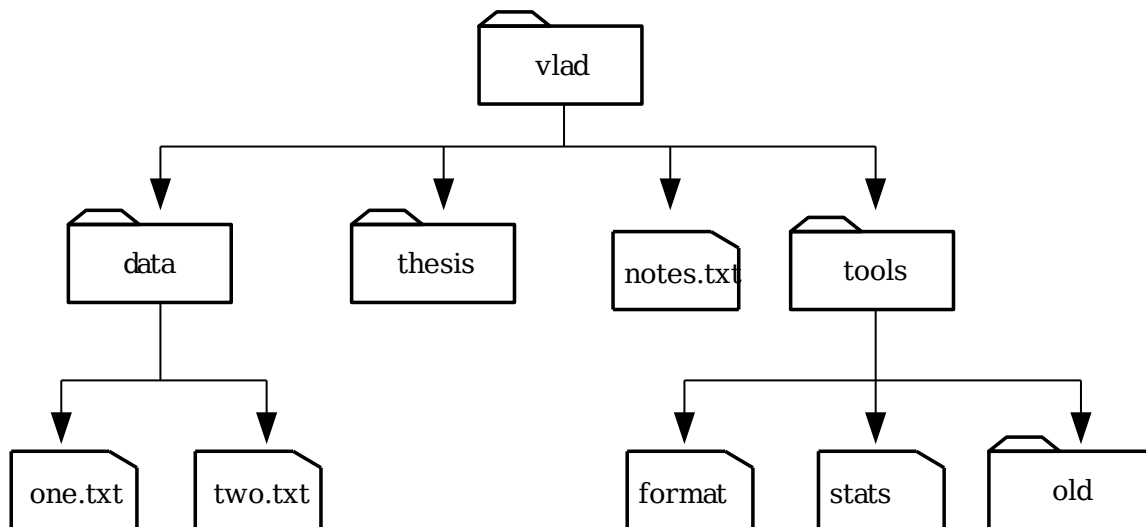 vlad
data
thesis
notes.txt
tools
one.txt
two.txt
format
stats
old